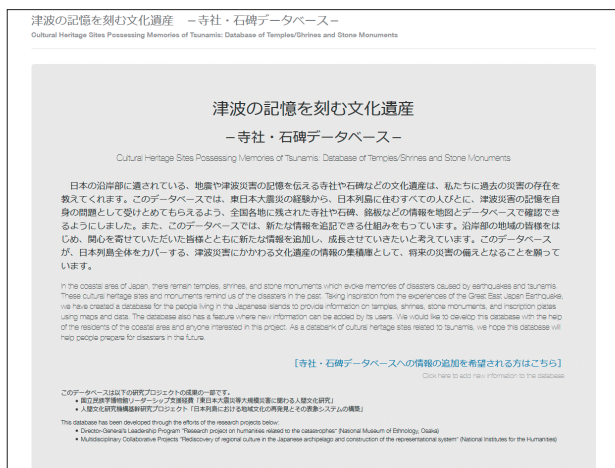 津波の記憶を刻む文化遺産　－寺社・石碑データベース－
Cultural Heritage Sites Possessing Memories of Tsunamis: Database of Temples/Shrines and Stone Monuments
津波の記憶を刻む文化遺産
－寺社・石碑データベース－
Cultural Heritage Sites Possessing Memories of Tsunamis: Database of Temples/Shrines and Stone Monuments
日本の沿岸部に遺されている、地震や津波災害の記憶を伝える寺社や石碑などの文化遺産は、私たちに過去の災害の存在を
教えてくれます。このデータベースでは、東日本大震災の経験から、日本列島に住むすべての人びとに、津波災害の記憶を自
身の問題として受けとめてもらえるよう、全国各地に残された寺社や石碑、銘板などの情報を地図とデータベースで確認でき
るようにしました。また、このデータベースでは、新たな情報を追記できる仕組みをもっています。沿岸部の地域の皆様をは
じめ、関心を寄せていただいた皆様とともに新たな情報を追加し、成長させていきたいと考えています。このデータベース
が、日本列島全体をカバーする、津波災害にかかわる文化遺産の情報の集積庫として、将来の災害の備えとなることを願って
います。
In the coastal areas of Japan, there remain temples, shrines, and stone monuments which evoke memories of disasters caused by earthquakes and tsunamis.
These cultural heritage sites and monuments remind us of the disasters in the past. Taking inspiration from the experiences of the Great East Japan Earthquake,
we have created a database for the people living in the Japanese islands to provide information on temples, shrines, stone monuments, and inscription plates
using maps and data. The database also has a feature where new information can be added by its users. We would like to develop this database with the help
of the residents of the coastal area and anyone interested in this project. As a databank of cultural heritage sites related to tsunamis, we hope this database will
help people prepare for disasters in the future.
［寺社・石碑データベースへの情報の追加を希望される方はこちら］
Click here to add new information to the database
このデータベースは以下の研究プロジェクトの成果の一部です。
• 国立民族学博物館リーダーシップ支援経費「東日本大震災等大規模災害に関わる人間文化研究」
• 人間文化研究機構基幹研究プロジェクト「日本列島における地域文化の再発見とその表象システムの構築」
This database has been developed through the efforts of the research projects below:
• Director-General's Leadership Program "Research project on humanities related to the catastrophes" (National Museum of Ethnology, Osaka)
• Multidisciplinary Collaborative Projects "Rediscovery of regional culture in the Japanese archipelago and construction of the representational system" (National Institutes for the Humanities)